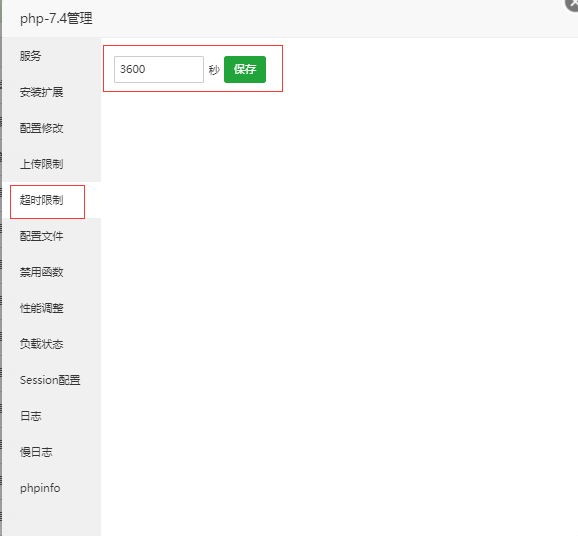 php-7.4管理
服务
安装扩展
配置修改
上传限制
超时限制
配置文件
禁用函数
性能调整
负载状态
Session配置
日志
慢日志
phpinfo
3600 秒 保存